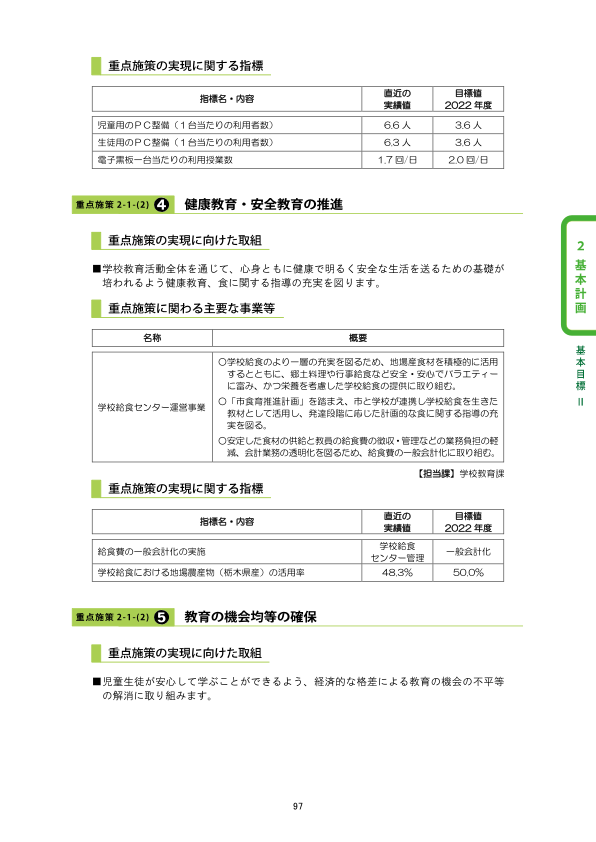 重点施策の実現に関する指標
指標名・内容 直近の実績値 目標値2022 年度
児童用のＰＣ整備（１台当たりの利用者数） 6.6 人 3.6 人
生徒用のＰＣ整備（１台当たりの利用者数） 6.3 人 3.6 人
電子黒板一台当たりの利用授業数 1.7 回/日 2.0 回/日
重点施策 2-1-(2) ❹ 健康教育・安全教育の推進
重点施策の実現に向けた取組
■学校教育活動全体を通じて、心身ともに健康で明るく安全な生活を送るための基礎が
培われるよう健康教育、食に関する指導の充実を図ります。
重点施策に関わる主要な事業等
名称 概要
学校給食センター運営事業
○学校給食のより一層の充実を図るため、地場産食材を積極的に活用
するとともに、郷土料理や行事給食など安全・安心でバラエティー
に富み、かつ栄養を考慮した学校給食の提供に取り組む。
○「市食育推進計画」を踏まえ、市と学校が連携し学校給食を生きた
教材として活用し、発達段階に応じた計画的な食に関する指導の充
実を図る。
○安定した食材の供給と教員の給食費の徴収・管理などの業務負担の軽
減、会計業務の透明化を図るため、給食費の一般会計化に取り組む。
【担当課】学校教育課
重点施策の実現に関する指標
指標名・内容 直近の実績値 目標値2022 年度
給食費の一般会計化の実施 学校給食センター管理 一般会計化
学校給食における地場農産物（栃木県産）の活用率 48.3% 50.0%
重点施策 2-1-(2) ❺ 教育の機会均等の確保
重点施策の実現に向けた取組
■児童生徒が安心して学ぶことができるよう、経済的な格差による教育の機会の不平等
の解消に取り組みます。
2 基本計画
基本目標Ⅱ
97